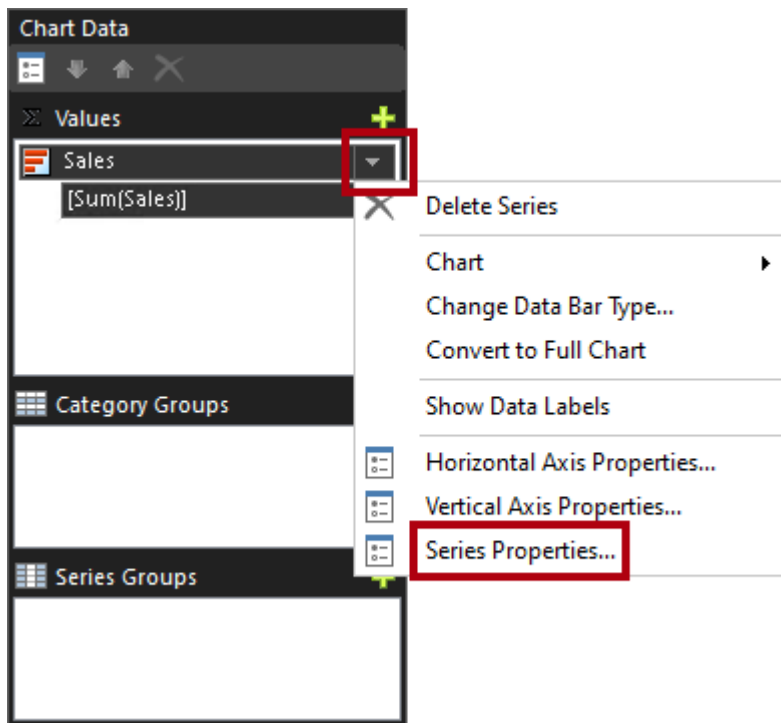 Chart Data
Values
Sales
[Sum(Sales)]
Delete Series
Chart
Change Data Bar Type...
Convert to Full Chart
Category Groups
Show Data Labels
Horizontal Axis Properties...
Vertical Axis Properties...
Series Properties...
Series Groups